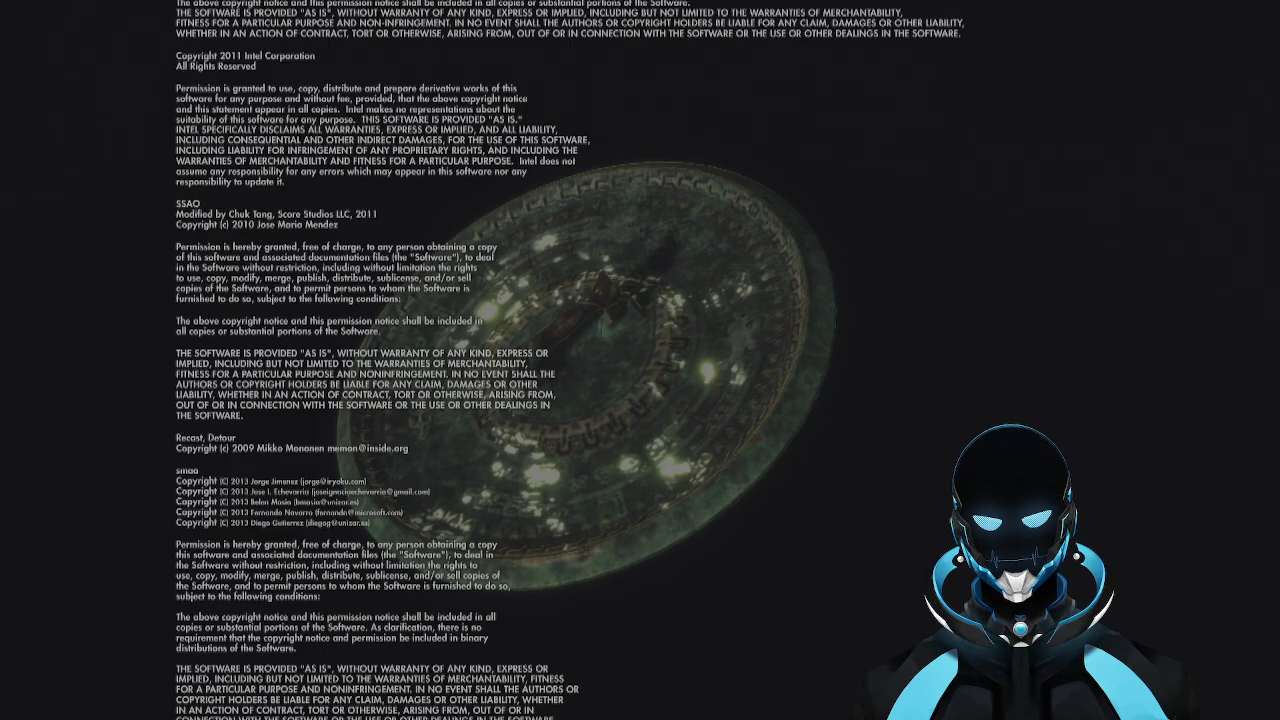 The above copyright notice and this permission notice shall be included in all copies or substantial portions of the Software.
THE SOFTWARE IS PROVIDED "AS IS", WITHOUT WARRANTY OF ANY KIND, EXPRESS OR IMPLIED, INCLUDING BUT NOT LIMITED TO THE WARRANTIES OF MERCHANTABILITY,
FITNESS FOR A PARTICULAR PURPOSE AND NON-INFRINGEMENT. IN NO EVENT SHALL THE AUTHORS OR COPYRIGHT HOLDERS BE LIABLE FOR ANY CLAIM, DAMAGES OR OTHER LIABILITY,
WHETHER IN AN ACTION OF CONTRACT, TORT OR OTHERWISE, ARISING FROM, OUT OF OR IN CONNECTION WITH THE SOFTWARE OR THE USE OR OTHER DEALINGS IN THE SOFTWARE.
Copyright 2011 Intel Corporation
All Rights Reserved
Permission is granted to use, copy, distribute and prepare derivative works of this
software for any purpose and without fee, provided, that the above copyright notice
and this statement appear in all copies. Intel makes no representations about the
suitability of this software for any purpose. THIS SOFTWARE IS PROVIDED "AS IS."
INTEL SPECIFICALLY DISCLAIMS ALL WARRANTIES, EXPRESS OR IMPLIED, AND ALL LIABILITY,
INCLUDING CONSEQUENTIAL AND OTHER INDIRECT DAMAGES, FOR THE USE OF THIS SOFTWARE,
INCLUDING LIABILITY FOR INFRINGEMENT OF ANY PROPRIETARY RIGHTS, AND INCLUDING THE
WARRANTIES OF MERCHANTABILITY AND FITNESS FOR A PARTICULAR PURPOSE. Intel does not
assume any responsibility for any errors which may appear in this software nor any
responsibility to update it.
SSAO
Modified by Chuk Tang, Score Studios LLC, 2011
Copyright (c) 2010 Jose Maria Mendez
Permission is hereby granted, free of charge, to any person obtaining a copy
of this software and associated documentation files (the "Software"), to deal
in the Software without restriction, including without limitation the rights
to use, copy, modify, merge, publish, distribute, sublicense, and/or sell
copies of the Software, and to permit persons to whom the Software is
furnished to do so, subject to the following conditions:
The above copyright notice and this permission notice shall be included in
all copies or substantial portions of the Software.
THE SOFTWARE IS PROVIDED "AS IS", WITHOUT WARRANTY OF ANY KIND, EXPRESS OR
IMPLIED, INCLUDING BUT NOT LIMITED TO THE WARRANTIES OF MERCHANTABILITY,
FITNESS FOR A PARTICULAR PURPOSE AND NONINFRINGEMENT. IN NO EVENT SHALL THE
AUTHORS OR COPYRIGHT HOLDERS BE LIABLE FOR ANY CLAIM, DAMAGES OR OTHER
LIABILITY, WHETHER IN AN ACTION OF CONTRACT, TORT OR OTHERWISE, ARISING FROM,
OUT OF OR IN CONNECTION WITH THE SOFTWARE OR THE USE OR OTHER DEALINGS IN
THE SOFTWARE.
Recast, Detour
Copyright (c) 2009 Mikko Mononen memon@inside.org
smaa
Copyright (C) 2013 Jorge Jimenez (jorge@iryoku.com)
Copyright (C) 2013 Jose I. Echevarria (joseignacioechevarria@gmail.com)
Copyright (C) 2013 Belen Masia (bmasia@unizar.es)
Copyright (C) 2013 Fernando Navarro (fernandn@microsoft.com)
Copyright (C) 2013 Diego Gutierrez (diegog@unizar.es)
Permission is hereby granted, free of charge, to any person obtaining a copy
this software and associated documentation files (the "Software"), to deal in
the Software without restriction, including without limitation the rights to
use, copy, modify, merge, publish, distribute, sublicense, and/or sell copies of
the Software, and to permit persons to whom the Software is furnished to do so,
subject to the following conditions:
The above copyright notice and this permission notice shall be included in all
copies or substantial portions of the Software. As clarification, there is no
requirement that the copyright notice and permission be included in binary
distributions of the Software.
THE SOFTWARE IS PROVIDED "AS IS", WITHOUT WARRANTY OF ANY KIND, EXPRESS OR
IMPLIED, INCLUDING BUT NOT LIMITED TO THE WARRANTIES OF MERCHANTABILITY, FITNESS
FOR A PARTICULAR PURPOSE AND NONINFRINGEMENT. IN NO EVENT SHALL THE AUTHORS OR
COPYRIGHT HOLDERS BE LIABLE FOR ANY CLAIM, DAMAGES OR OTHER LIABILITY, WHETHER
IN AN ACTION OF CONTRACT, TORT OR OTHERWISE, ARISING FROM, OUT OF OR IN
CONNECTION WITH THE SOFTWARE OR THE USE OR OTHER DEALINGS IN THE SOFTWARE.